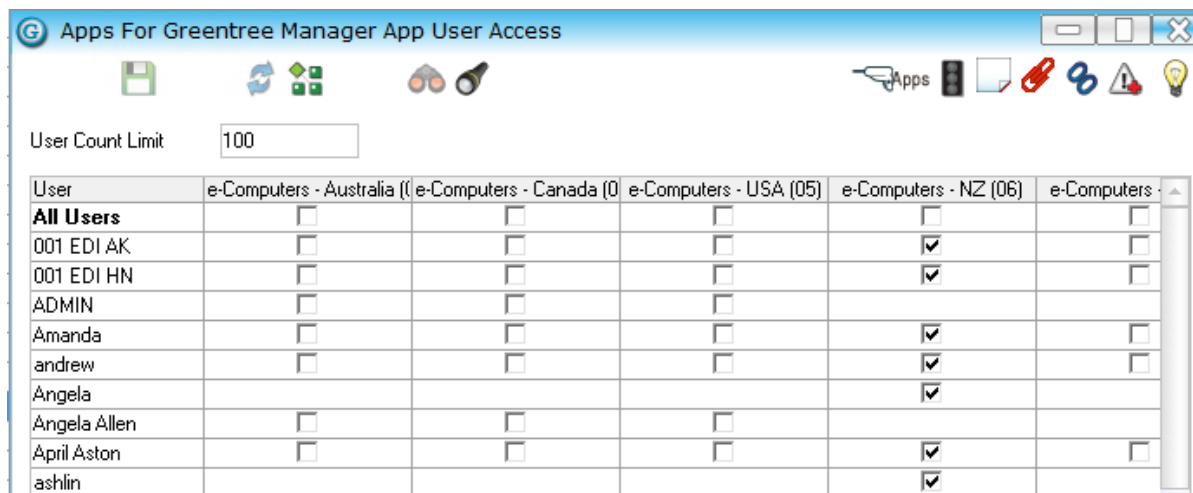 G Apps For Greentree Manager App User Access
Apps
User Count Limit 100
User e-Computers - Australia (( e-Computers - Canada (0 e-Computers - USA (05) e-Computers - NZ (06) e-Computers -
All Users
001 EDI AK
001 EDI HN
ADMIN
Amanda
andrew
Angela
Angela Allen
April Aston
ashlin